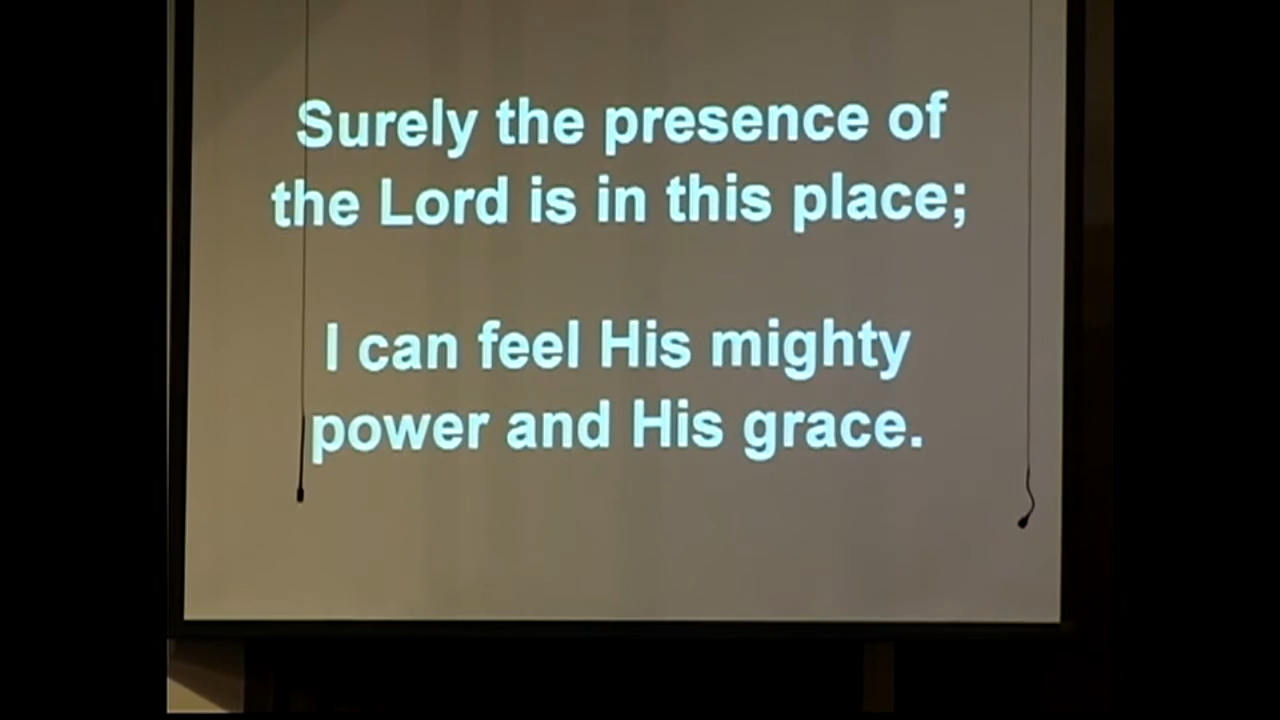 Surely the presence of
the Lord is in this place;
I can feel His mighty
power and His grace.